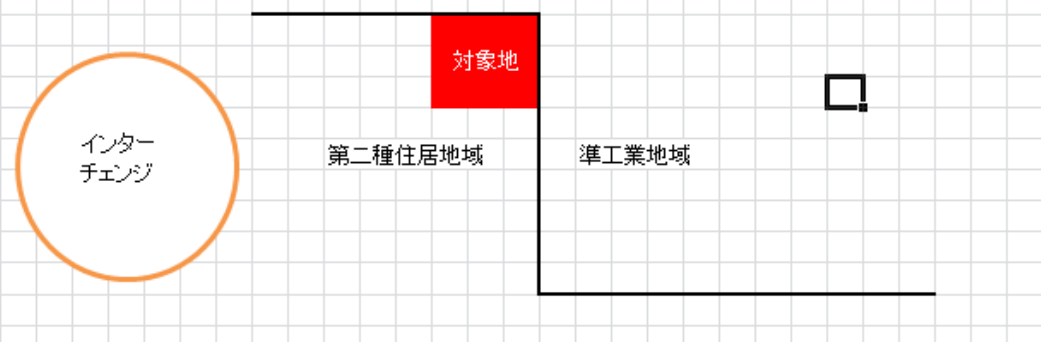 対象地
インター
チェンジ
第二種住居地域
準工業地域